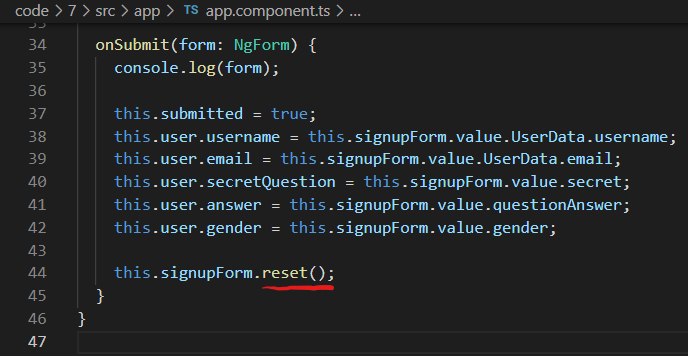 code > 7 > src > app > TS app.component.ts > ...
34 onSubmit(form: NgForm) {
35 console.log(form);
36
37 this.submitted = true;
38 this.user.username = this.signupForm.value.UserData.username;
39 this.user.email = this.signupForm.value.UserData.email;
40 this.user.secretQuestion = this.signupForm.value.secret;
41 this.user.answer = this.signupForm.value.questionAnswer;
42 this.user.gender = this.signupForm.value.gender;
43
44 this.signupForm.reset();
45 }
46 }
47